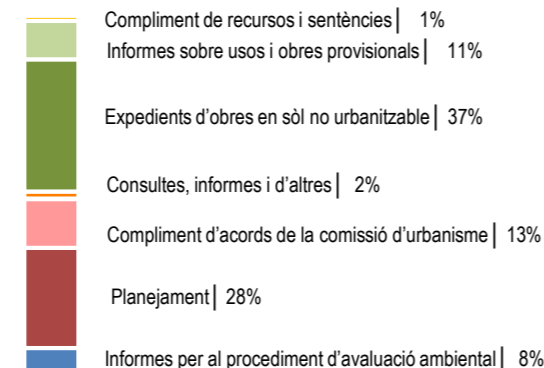 Compliment de recursos i sentències| 1%
Informes sobre usos i obres provisionals| 11%
Expedients d’obres en sòl no urbanitzable| 37%
Consultes, informes i d’altres| 2%
Compliment d’acords de la comissió d’urbanisme| 13%
Planejament| 28%
Informes per al procediment d’avaluació ambiental| 8%